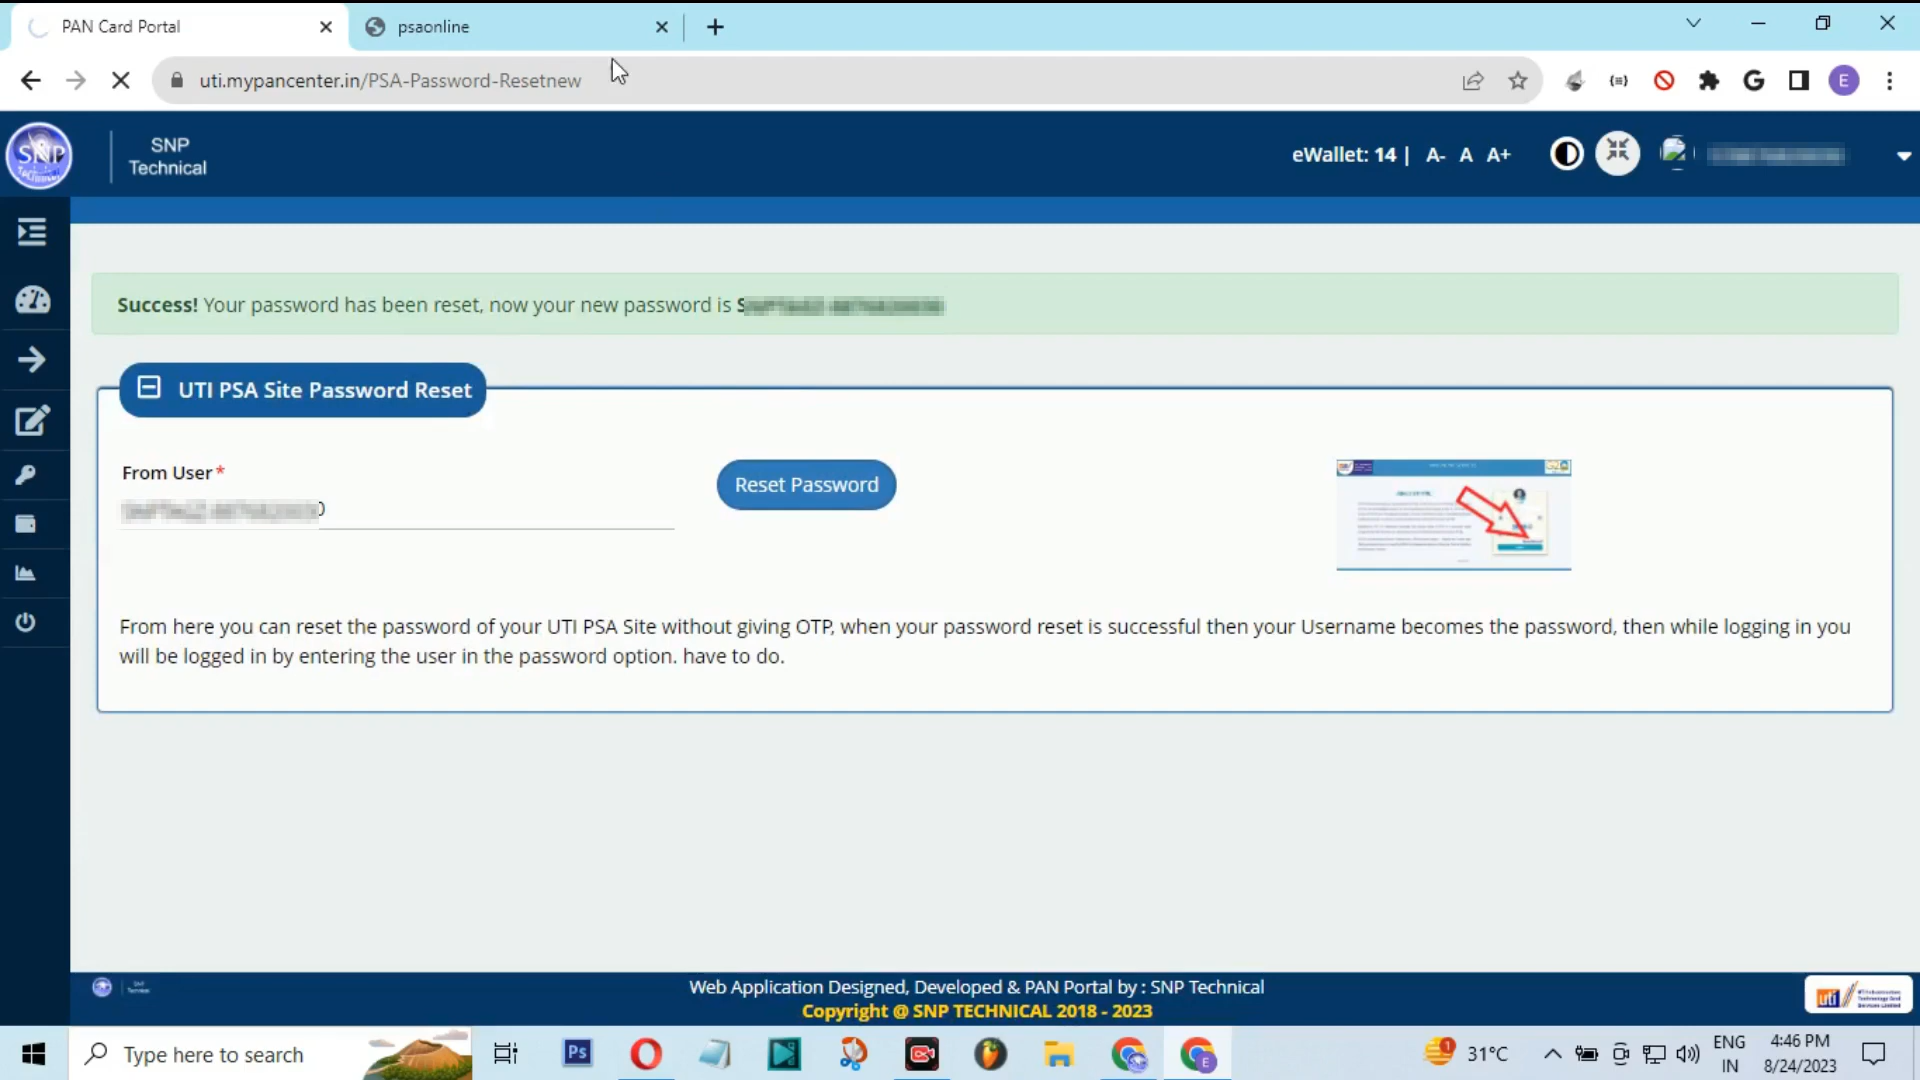 PAN Card Portal
psaonline
uti.mypancenter.in/PSA-Password-Resetnew
E
SNP
SNP
Technical
eWallet: 14 | A- A A+
Success! Your password has been reset, now your new password is S
UTI PSA Site Password Reset
From User*
0
Reset Password
From here you can reset the password of your UTI PSA Site without giving OTP, when your password reset is successful then your Username becomes the password, then while logging in you
will be logged in by entering the user in the password option. have to do.
Web Application Designed, Developed & PAN Portal by : SNP Technical
Copyright @ SNP TECHNICAL 2018 - 2023
uti
Type here to search
Ps
E
1
31°C
ENG
IN
4:46 PM
8/24/2023